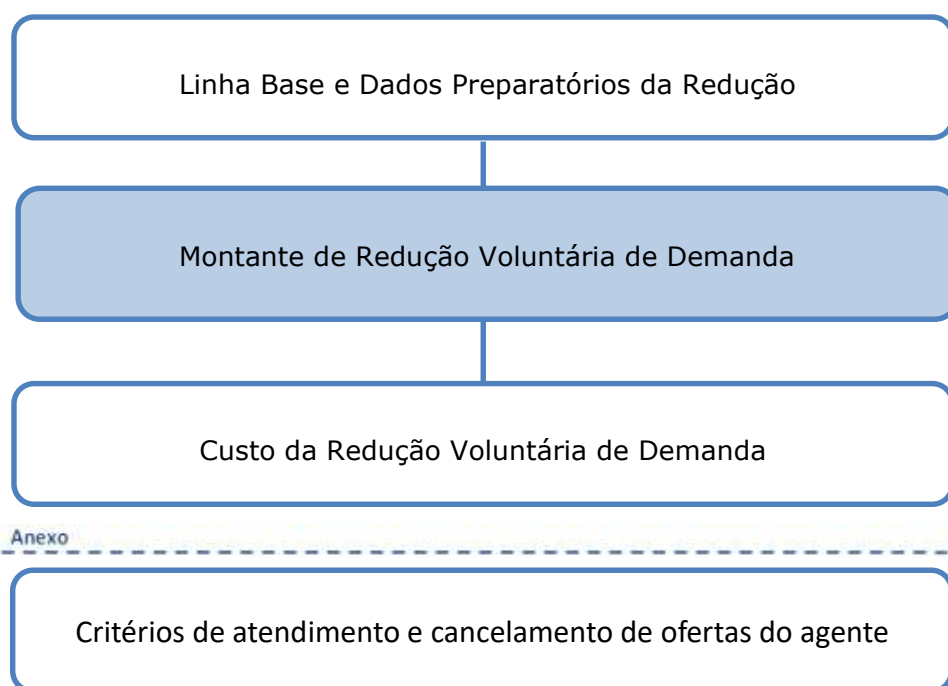 Linha Base e Dados Preparatórios da Redução
Montante de Redução Voluntária de Demanda
Custo da Redução Voluntária de Demanda
Anexo
Critérios de atendimento e cancelamento de ofertas do agente